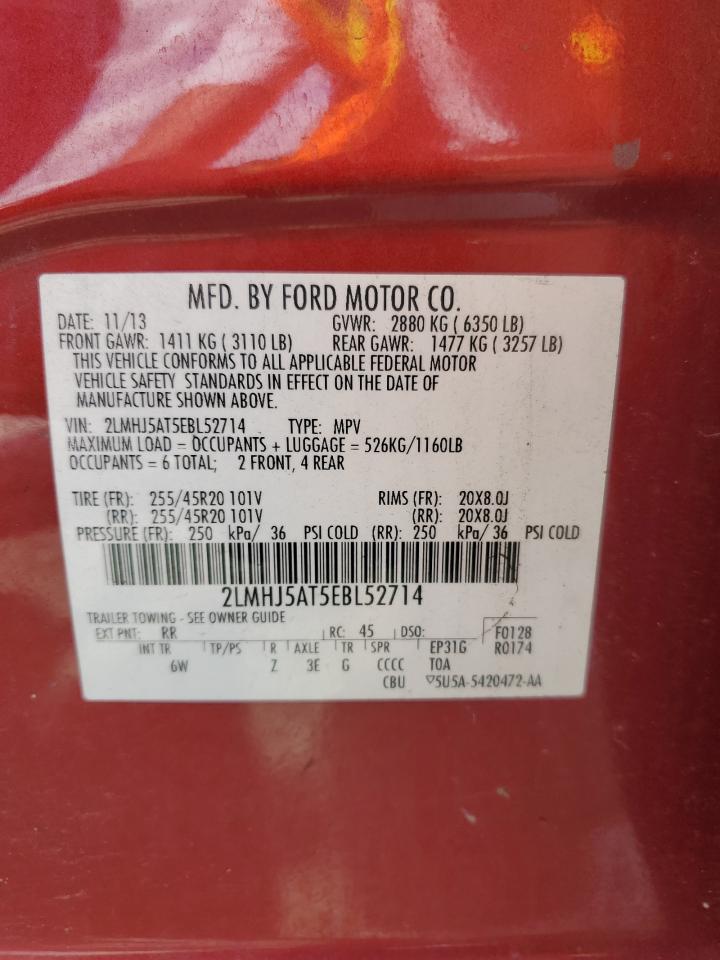 MFD. BY FORD MOTOR CO.
DATE: 11/13 GVWR: 2880 KG ( 6350 LB)
FRONT GAWR: 1411 KG ( 3110 LB) REAR GAWR: 1477 KG ( 3257 LB)
THIS VEHICLE CONFORMS TO ALL APPLICABLE FEDERAL MOTOR
VEHICLE SAFETY STANDARDS IN EFFECT ON THE DATE OF
MANUFACTURE SHOWN ABOVE.
VIN: 2LMHJ5AT5EBL52714 TYPE: MPV
MAXIMUM LOAD = OCCUPANTS + LUGGAGE = 526KG/1160LB
OCCUPANTS = 6 TOTAL; 2 FRONT, 4 REAR
TIRE (FR): 255/45R20 101V RIMS (FR): 20X8.0J
(RR): 255/45R20 101V (RR): 20X8.0J
PRESSURE (FR): 250 kPa/ 36 PSI COLD (RR): 250 kPa/ 36 PSI COLD
2LMHJ5AT5EBL52714
TRAILER TOWING - SEE OWNER GUIDE
EXT PNT: RR RC: 45 DSO: F0128
INT TR TP/PS R AXLE TR SPR EP31G R0174
6W Z 3E G CCCC TOA
CBU ▽5U5A-5420472-AA